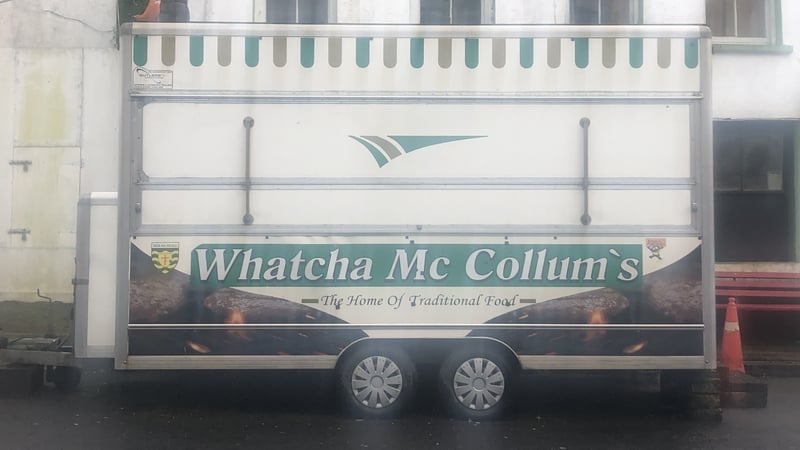 Whatcha Mc Collum`s
The Home Of Traditional Food